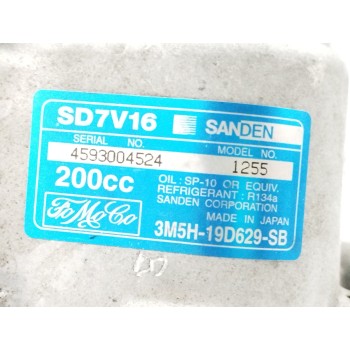 SD7V16 SANDEN
SERIAL NO. MODEL NO.
4593004524 1255
200cc OIL : SP-10 OR EQUIV.
REFRIGERANT : R134a
SANDEN CORPORATION
FoMoCo MADE IN JAPAN
3M5H-19D629-SB